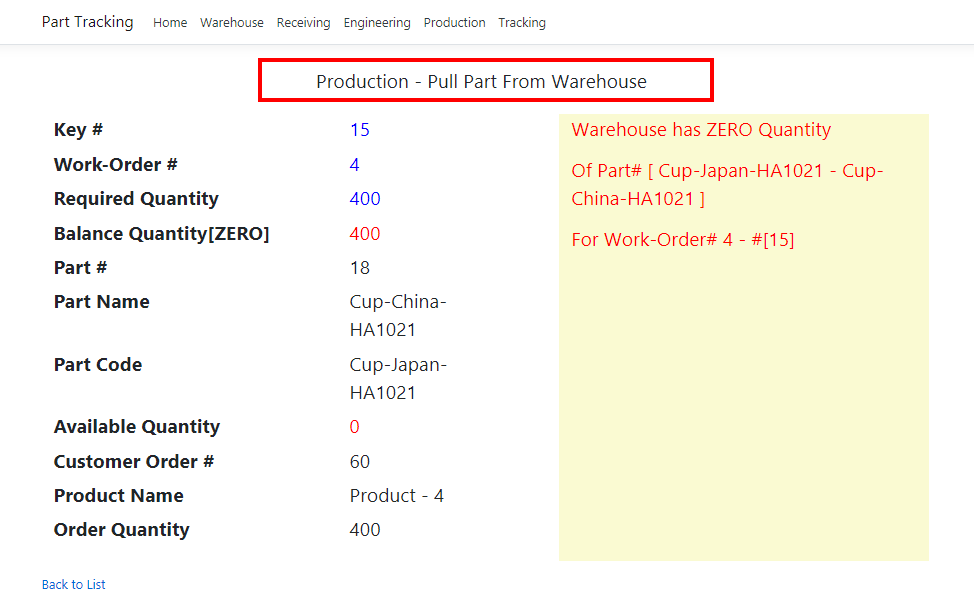 Part Tracking Home Warehouse Receiving Engineering Production Tracking
Production - Pull Part From Warehouse
Key # 15
Work-Order # 4
Required Quantity 400
Balance Quantity[ZERO] 400
Part # 18
Part Name Cup-China-
HA1021
Part Code Cup-Japan-
HA1021
Available Quantity 0
Customer Order # 60
Product Name Product - 4
Order Quantity 400
Warehouse has ZERO Quantity
Of Part# [ Cup-Japan-HA1021 - Cup-
China-HA1021 ]
For Work-Order# 4 - #[15]
Back to List